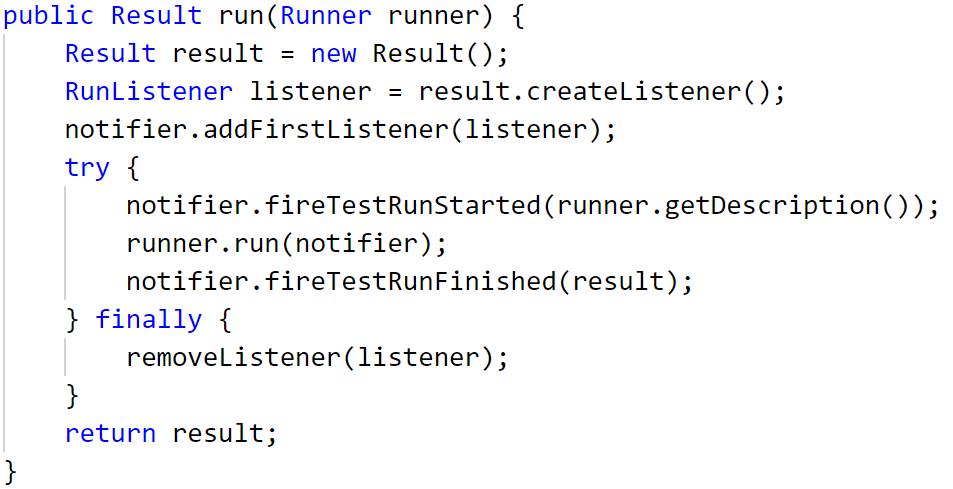 public Result run(Runner runner) {
    Result result = new Result();
    RunListener listener = result.createListener();
    notifier.addFirstListener(listener);
    try {
        notifier.fireTestRunStarted(runner.getDescription());
        runner.run(notifier);
        notifier.fireTestRunFinished(result);
    } finally {
        removeListener(listener);
    }
    return result;
}